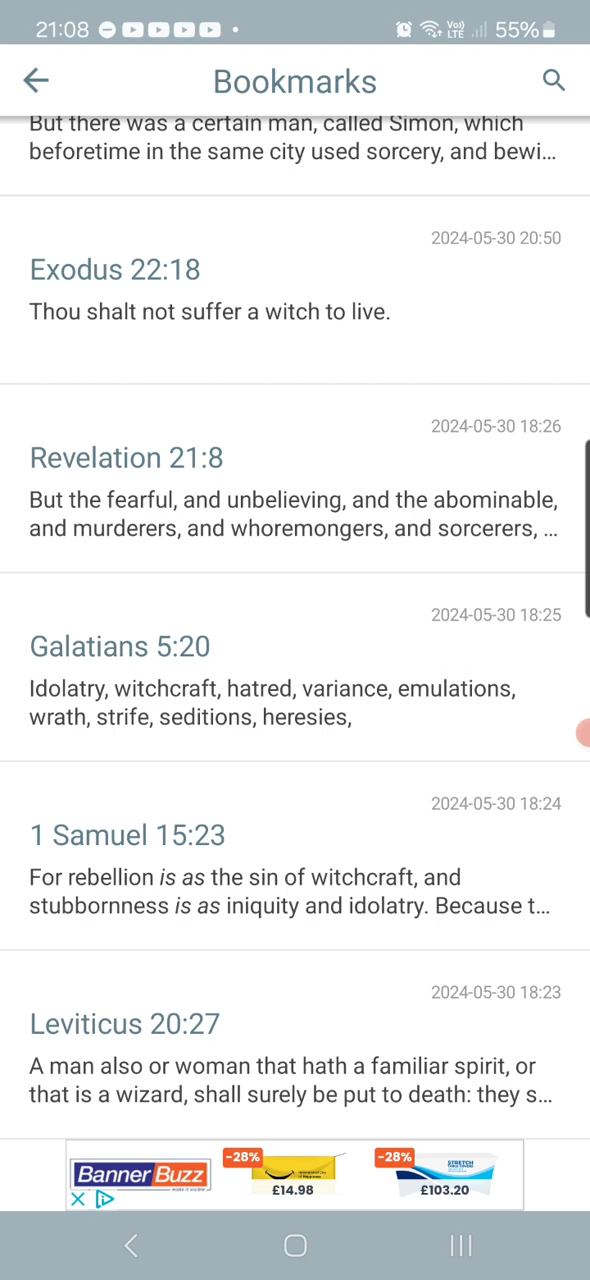 21:08
Vo))
LTE
55%
Bookmarks
But there was a certain man, called Simon, which
beforetime in the same city used sorcery, and bewi...
2024-05-30 20:50
Exodus 22:18
Thou shalt not suffer a witch to live.
2024-05-30 18:26
Revelation 21:8
But the fearful, and unbelieving, and the abominable,
and murderers, and whoremongers, and sorcerers, ...
2024-05-30 18:25
Galatians 5:20
Idolatry, witchcraft, hatred, variance, emulations,
wrath, strife, seditions, heresies,
2024-05-30 18:24
1 Samuel 15:23
For rebellion is as the sin of witchcraft, and
stubbornness is as iniquity and idolatry. Because t...
2024-05-30 18:23
Leviticus 20:27
A man also or woman that hath a familiar spirit, or
that is a wizard, shall surely be put to death: they s...
BannerBuzz
-28%
£14.98
-28%
STRETCH
£103.20